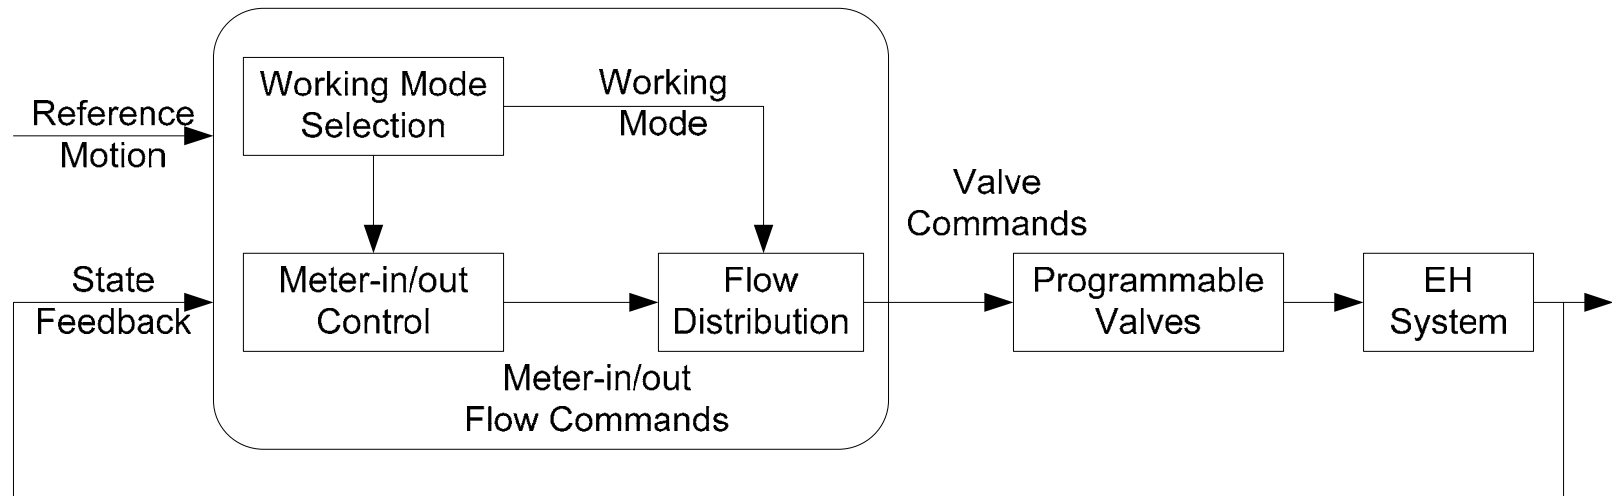 Working Mode
Selection
Working
Mode
Reference
Motion
Valve
Commands
State
Feedback
Meter-in/out
Control
Flow
Distribution
Programmable
Valves
EH
System
Meter-in/out
Flow Commands